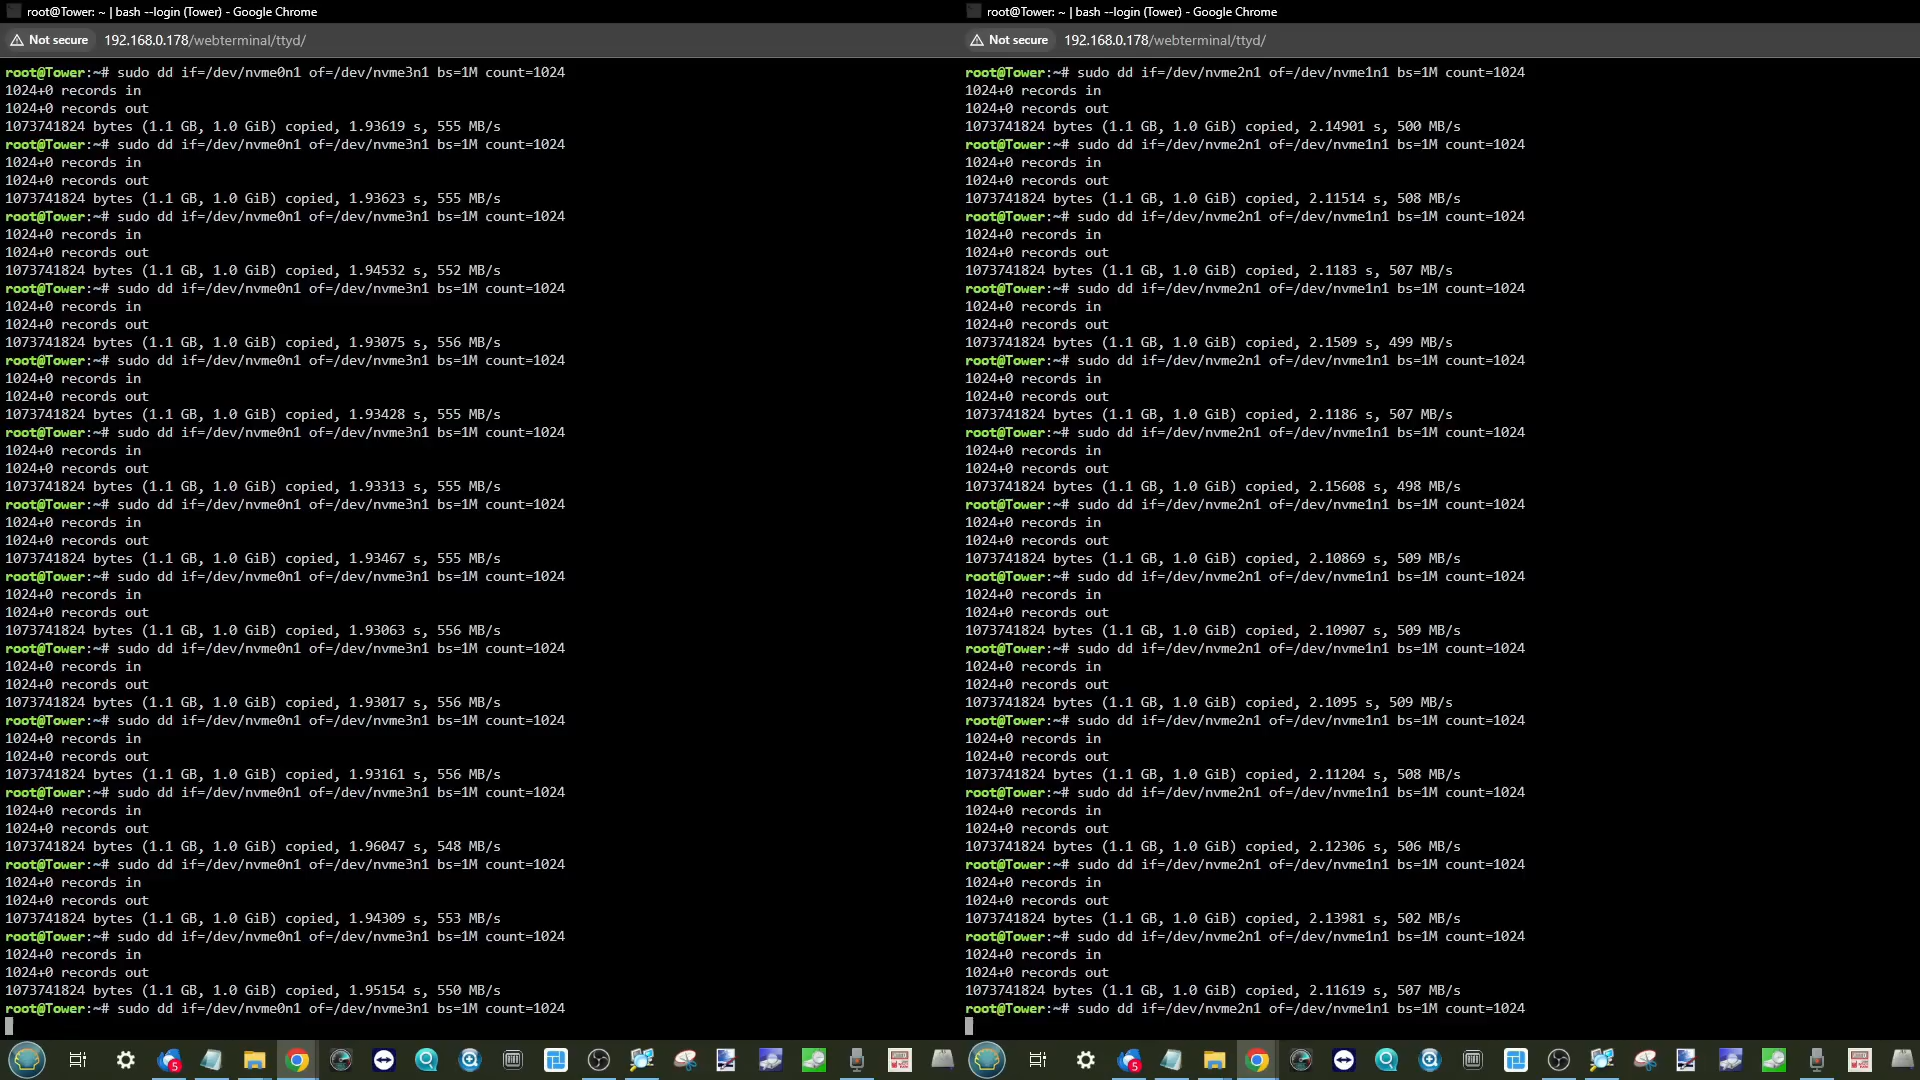 root@Tower: ~ | bash --login (Tower) - Google Chrome
Not secure 192.168.0.178/webterminal/ttyd/
root@Tower:~# sudo dd if=/dev/nvme0n1 of=/dev/nvme3n1 bs=1M count=1024
1024+0 records in
1024+0 records out
1073741824 bytes (1.1 GB, 1.0 GiB) copied, 1.93619 s, 555 MB/s
root@Tower:~# sudo dd if=/dev/nvme0n1 of=/dev/nvme3n1 bs=1M count=1024
1024+0 records in
1024+0 records out
1073741824 bytes (1.1 GB, 1.0 GiB) copied, 1.93623 s, 555 MB/s
root@Tower:~# sudo dd if=/dev/nvme0n1 of=/dev/nvme3n1 bs=1M count=1024
1024+0 records in
1024+0 records out
1073741824 bytes (1.1 GB, 1.0 GiB) copied, 1.94532 s, 552 MB/s
root@Tower:~# sudo dd if=/dev/nvme0n1 of=/dev/nvme3n1 bs=1M count=1024
1024+0 records in
1024+0 records out
1073741824 bytes (1.1 GB, 1.0 GiB) copied, 1.93075 s, 556 MB/s
root@Tower:~# sudo dd if=/dev/nvme0n1 of=/dev/nvme3n1 bs=1M count=1024
1024+0 records in
1024+0 records out
1073741824 bytes (1.1 GB, 1.0 GiB) copied, 1.93428 s, 555 MB/s
root@Tower:~# sudo dd if=/dev/nvme0n1 of=/dev/nvme3n1 bs=1M count=1024
1024+0 records in
1024+0 records out
1073741824 bytes (1.1 GB, 1.0 GiB) copied, 1.93313 s, 555 MB/s
root@Tower:~# sudo dd if=/dev/nvme0n1 of=/dev/nvme3n1 bs=1M count=1024
1024+0 records in
1024+0 records out
1073741824 bytes (1.1 GB, 1.0 GiB) copied, 1.93467 s, 555 MB/s
root@Tower:~# sudo dd if=/dev/nvme0n1 of=/dev/nvme3n1 bs=1M count=1024
1024+0 records in
1024+0 records out
1073741824 bytes (1.1 GB, 1.0 GiB) copied, 1.93063 s, 556 MB/s
root@Tower:~# sudo dd if=/dev/nvme0n1 of=/dev/nvme3n1 bs=1M count=1024
1024+0 records in
1024+0 records out
1073741824 bytes (1.1 GB, 1.0 GiB) copied, 1.93017 s, 556 MB/s
root@Tower:~# sudo dd if=/dev/nvme0n1 of=/dev/nvme3n1 bs=1M count=1024
1024+0 records in
1024+0 records out
1073741824 bytes (1.1 GB, 1.0 GiB) copied, 1.93161 s, 556 MB/s
root@Tower:~# sudo dd if=/dev/nvme0n1 of=/dev/nvme3n1 bs=1M count=1024
1024+0 records in
1024+0 records out
1073741824 bytes (1.1 GB, 1.0 GiB) copied, 1.96047 s, 548 MB/s
root@Tower:~# sudo dd if=/dev/nvme0n1 of=/dev/nvme3n1 bs=1M count=1024
1024+0 records in
1024+0 records out
1073741824 bytes (1.1 GB, 1.0 GiB) copied, 1.94309 s, 553 MB/s
root@Tower:~# sudo dd if=/dev/nvme0n1 of=/dev/nvme3n1 bs=1M count=1024
1024+0 records in
1024+0 records out
1073741824 bytes (1.1 GB, 1.0 GiB) copied, 1.95154 s, 550 MB/s
root@Tower:~# sudo dd if=/dev/nvme0n1 of=/dev/nvme3n1 bs=1M count=1024
5
root@Tower: ~ | bash --login (Tower) - Google Chrome
Not secure 192.168.0.178/webterminal/ttyd/
root@Tower:~# sudo dd if=/dev/nvme2n1 of=/dev/nvme1n1 bs=1M count=1024
1024+0 records in
1024+0 records out
1073741824 bytes (1.1 GB, 1.0 GiB) copied, 2.14901 s, 500 MB/s
root@Tower:~# sudo dd if=/dev/nvme2n1 of=/dev/nvme1n1 bs=1M count=1024
1024+0 records in
1024+0 records out
1073741824 bytes (1.1 GB, 1.0 GiB) copied, 2.11514 s, 508 MB/s
root@Tower:~# sudo dd if=/dev/nvme2n1 of=/dev/nvme1n1 bs=1M count=1024
1024+0 records in
1024+0 records out
1073741824 bytes (1.1 GB, 1.0 GiB) copied, 2.1183 s, 507 MB/s
root@Tower:~# sudo dd if=/dev/nvme2n1 of=/dev/nvme1n1 bs=1M count=1024
1024+0 records in
1024+0 records out
1073741824 bytes (1.1 GB, 1.0 GiB) copied, 2.1509 s, 499 MB/s
root@Tower:~# sudo dd if=/dev/nvme2n1 of=/dev/nvme1n1 bs=1M count=1024
1024+0 records in
1024+0 records out
1073741824 bytes (1.1 GB, 1.0 GiB) copied, 2.1186 s, 507 MB/s
root@Tower:~# sudo dd if=/dev/nvme2n1 of=/dev/nvme1n1 bs=1M count=1024
1024+0 records in
1024+0 records out
1073741824 bytes (1.1 GB, 1.0 GiB) copied, 2.15608 s, 498 MB/s
root@Tower:~# sudo dd if=/dev/nvme2n1 of=/dev/nvme1n1 bs=1M count=1024
1024+0 records in
1024+0 records out
1073741824 bytes (1.1 GB, 1.0 GiB) copied, 2.10869 s, 509 MB/s
root@Tower:~# sudo dd if=/dev/nvme2n1 of=/dev/nvme1n1 bs=1M count=1024
1024+0 records in
1024+0 records out
1073741824 bytes (1.1 GB, 1.0 GiB) copied, 2.10907 s, 509 MB/s
root@Tower:~# sudo dd if=/dev/nvme2n1 of=/dev/nvme1n1 bs=1M count=1024
1024+0 records in
1024+0 records out
1073741824 bytes (1.1 GB, 1.0 GiB) copied, 2.1095 s, 509 MB/s
root@Tower:~# sudo dd if=/dev/nvme2n1 of=/dev/nvme1n1 bs=1M count=1024
1024+0 records in
1024+0 records out
1073741824 bytes (1.1 GB, 1.0 GiB) copied, 2.11204 s, 508 MB/s
root@Tower:~# sudo dd if=/dev/nvme2n1 of=/dev/nvme1n1 bs=1M count=1024
1024+0 records in
1024+0 records out
1073741824 bytes (1.1 GB, 1.0 GiB) copied, 2.12306 s, 506 MB/s
root@Tower:~# sudo dd if=/dev/nvme2n1 of=/dev/nvme1n1 bs=1M count=1024
1024+0 records in
1024+0 records out
1073741824 bytes (1.1 GB, 1.0 GiB) copied, 2.13981 s, 502 MB/s
root@Tower:~# sudo dd if=/dev/nvme2n1 of=/dev/nvme1n1 bs=1M count=1024
1024+0 records in
1024+0 records out
1073741824 bytes (1.1 GB, 1.0 GiB) copied, 2.11619 s, 507 MB/s
root@Tower:~# sudo dd if=/dev/nvme2n1 of=/dev/nvme1n1 bs=1M count=1024
5